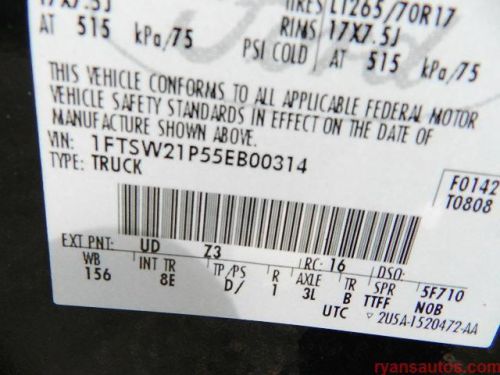 17X7.5J TIRES LT265/70R17
RIMS 17X7.5J
AT 515 kPa/75 PSI COLD AT 515 kPa/75
Ford
THIS VEHICLE CONFORMS TO ALL APPLICABLE FEDERAL MOTOR
VEHICLE SAFETY STANDARDS IN EFFECT ON THE DATE OF
MANUFACTURE SHOWN ABOVE.
VIN: 1FTSW21P55EB00314
TYPE: TRUCK
F0142
T0808
EXT PNT: UD Z3 RC: 16 DSO:
WB INT TR TP/PS R AXLE TR SPR 5F710
156 8E D/ 1 3L B TTFF N0B
UTC 2U5A-1520472-AA
ryansautos.com